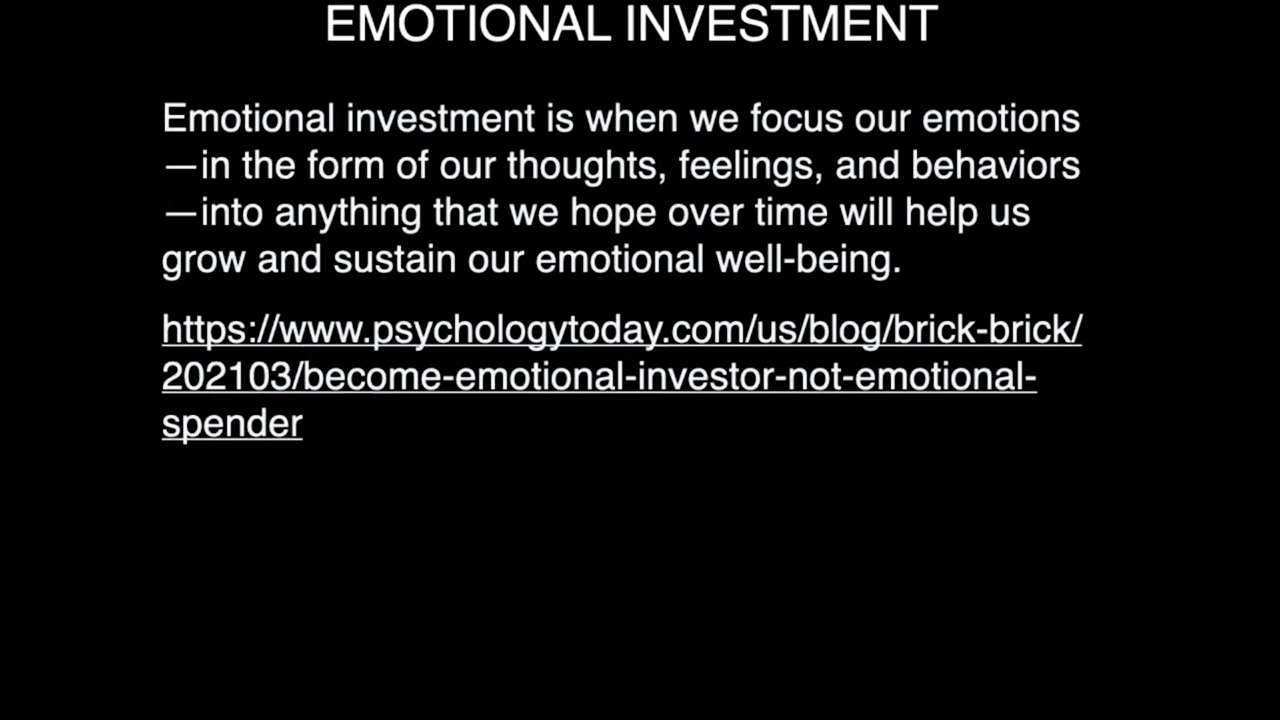 EMOTIONAL INVESTMENT
Emotional investment is when we focus our emotions
—in the form of our thoughts, feelings, and behaviors
—into anything that we hope over time will help us
grow and sustain our emotional well-being.
https://www.psychologytoday.com/us/blog/brick-brick/
202103/become-emotional-investor-not-emotional-
spender